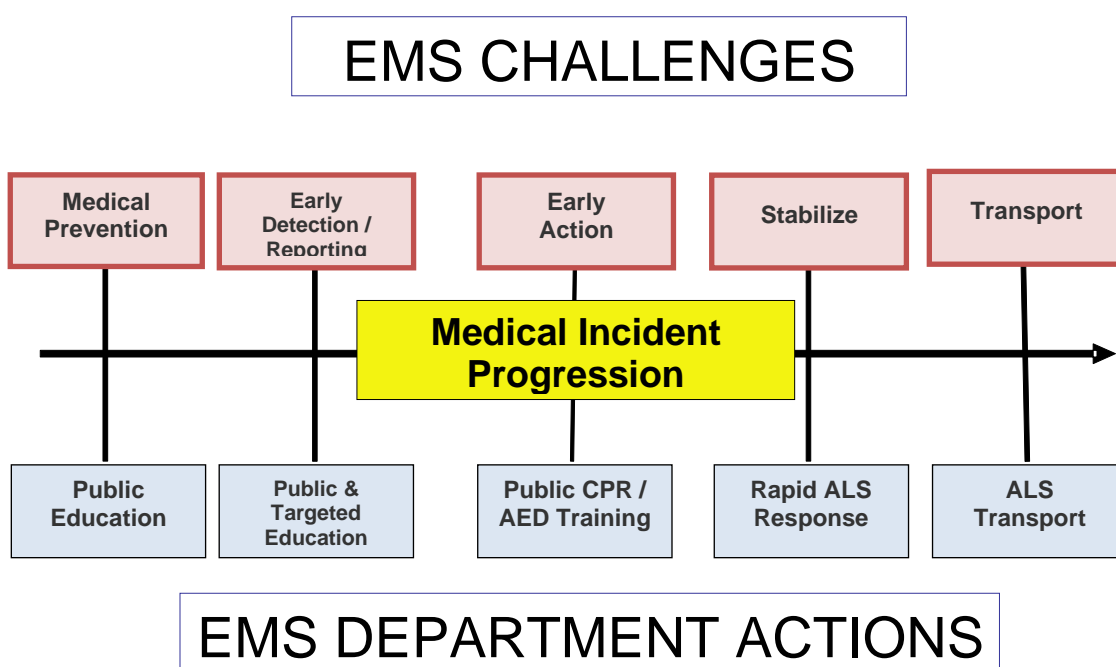 EMS CHALLENGES
Medical
Prevention
Early
Detection /
Reporting
Early
Action
Stabilize
Transport
Medical Incident
Progression
Public
Education
Public &
Targeted
Education
Public CPR /
AED Training
Rapid ALS
Response
ALS
Transport
EMS DEPARTMENT ACTIONS